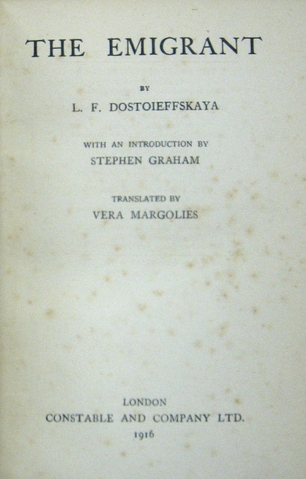 THE EMIGRANT
BY
L. F. DOSTOIEFFSKAYA
WITH AN INTRODUCTION BY
STEPHEN GRAHAM
TRANSLATED BY
VERA MARGOLIES
LONDON
CONSTABLE AND COMPANY LTD.
1916